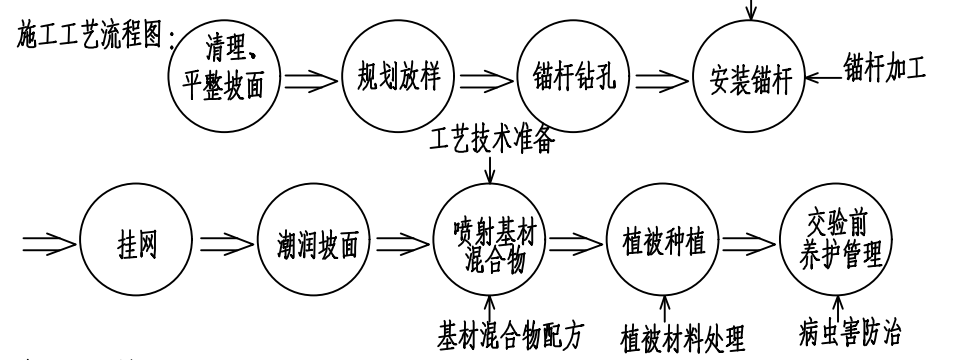 施工工艺流程图：
清理、
平整坡面
规划放样
锚杆钻孔
安装锚杆
锚杆加工
工艺技术准备
挂网
潮润坡面
喷射基材
混合物
植被种植
交验前
养护管理
基材混合物配方
植被材料处理
病虫害防治